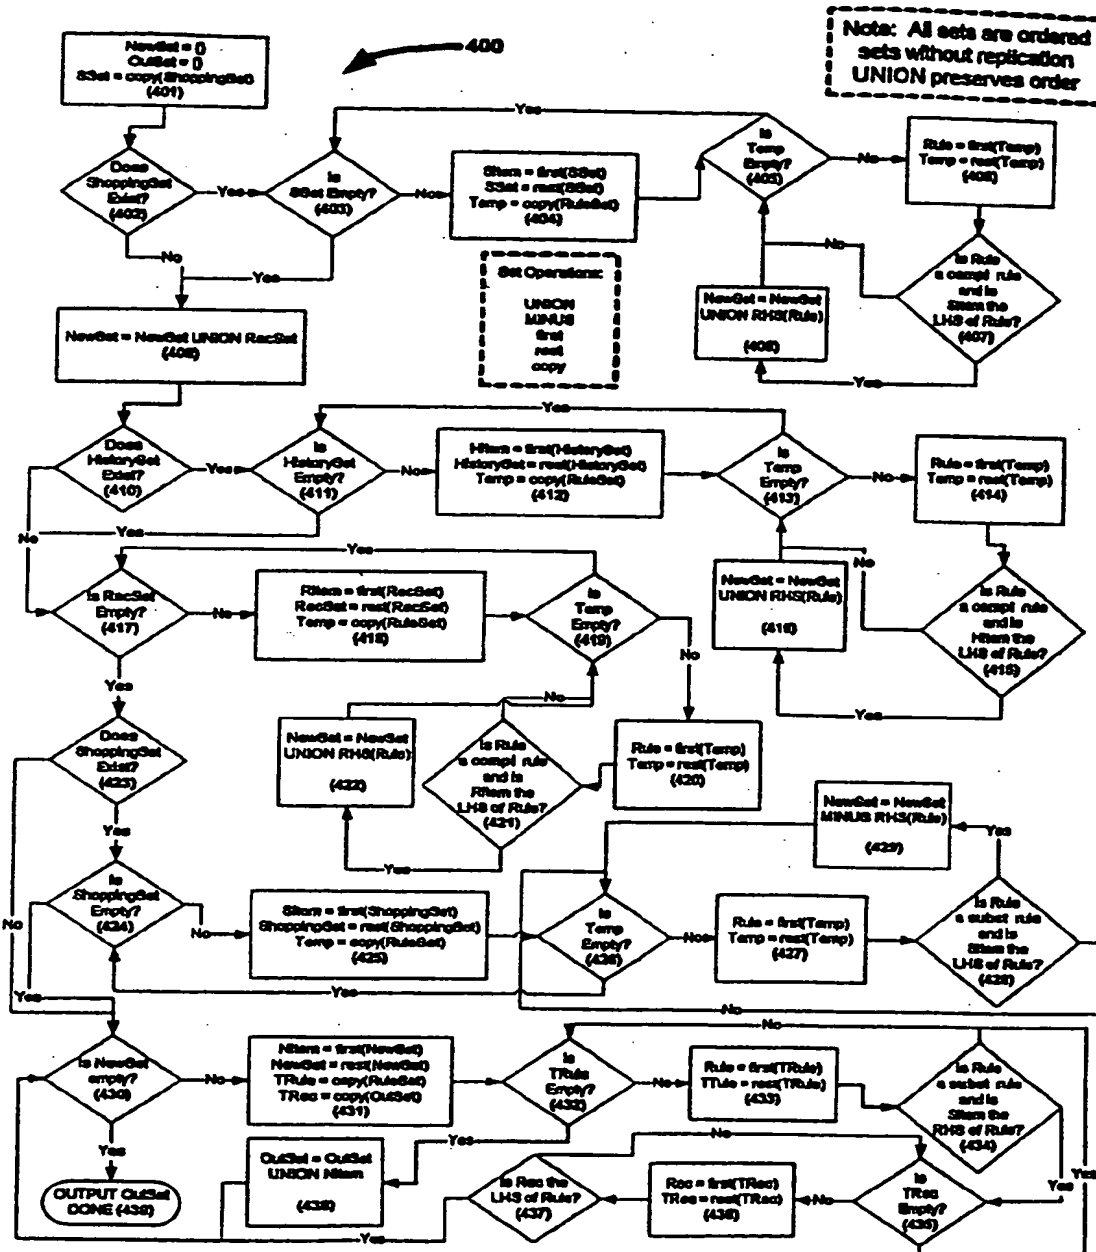 NewSet = {}
OutSet = {}
SSet = copy(ShoppingSet)
(401)
400
Note: All sets are ordered
sets without replication
UNION preserves order
Does
ShoppingSet
Exist?
(402)
Yes
No
Is
SSet Empty?
(403)
No
Yes
SItem = first(SSet)
SSet = rest(SSet)
Temp = copy(RuleSet)
(404)
Yes
Is
Temp
Empty?
(405)
No
Rule = first(Temp)
Temp = rest(Temp)
(406)
No
Is Rule
a compl rule
and is
SItem the
LHS of Rule?
(407)
Yes
NewSet = NewSet
UNION RHS(Rule)
(408)
Set Operations:
UNION
MINUS
first
rest
copy
NewSet = NewSet UNION RecSet
Yes
Does
HistorySet
Exist?
(410)
Yes
No
Is
HistorySet
Empty?
(411)
No
Yes
HItem = first(HistorySet)
HistorySet = rest(HistorySet)
Temp = copy(RuleSet)
(412)
Is
Temp
Empty?
(413)
No
Rule = first(Temp)
Temp = rest(Temp)
(414)
No
Is Rule
a compl rule
and is
HItem the
LHS of Rule?
(415)
Yes
NewSet = NewSet
UNION RHS(Rule)
(416)
Yes
Is RecSet
Empty?
(417)
No
Yes
RItem = first(RecSet)
RecSet = rest(RecSet)
Temp = copy(RuleSet)
(418)
Is
Temp
Empty?
(419)
No
Rule = first(Temp)
Temp = rest(Temp)
(420)
No
Is Rule
a compl rule
and is
RItem the
LHS of Rule?
(421)
Yes
NewSet = NewSet
UNION RHS(Rule)
(422)
Does
ShoppingSet
Exist?
(423)
Yes
No
Is
ShoppingSet
Empty?
(424)
No
Yes
SItem = first(ShoppingSet)
ShoppingSet = rest(ShoppingSet)
Temp = copy(RuleSet)
(425)
Is
Temp
Empty?
(426)
No
Yes
Rule = first(Temp)
Temp = rest(Temp)
(427)
Is Rule
a subst rule
and is
SItem the
LHS of Rule?
(428)
Yes
No
NewSet = NewSet
MINUS RHS(Rule)
(429)
Is NewSet
empty?
(430)
No
Yes
NItem = first(NewSet)
NewSet = rest(NewSet)
TRule = copy(RuleSet)
TRec = copy(OutSet)
(431)
Is
TRule
Empty?
(432)
No
Yes
Rule = first(TRule)
TRule = rest(TRule)
(433)
No
Is Rule
a subst rule
and is
SItem the
RHS of Rule?
(434)
Yes
Is
TRec
Empty?
(435)
No
Yes
Rec = first(TRec)
TRec = rest(TRec)
(436)
Is Rec the
LHS of Rule?
(437)
No
Yes
OutSet = OutSet
UNION NItem
(438)
OUTPUT OutSet
DONE (439)